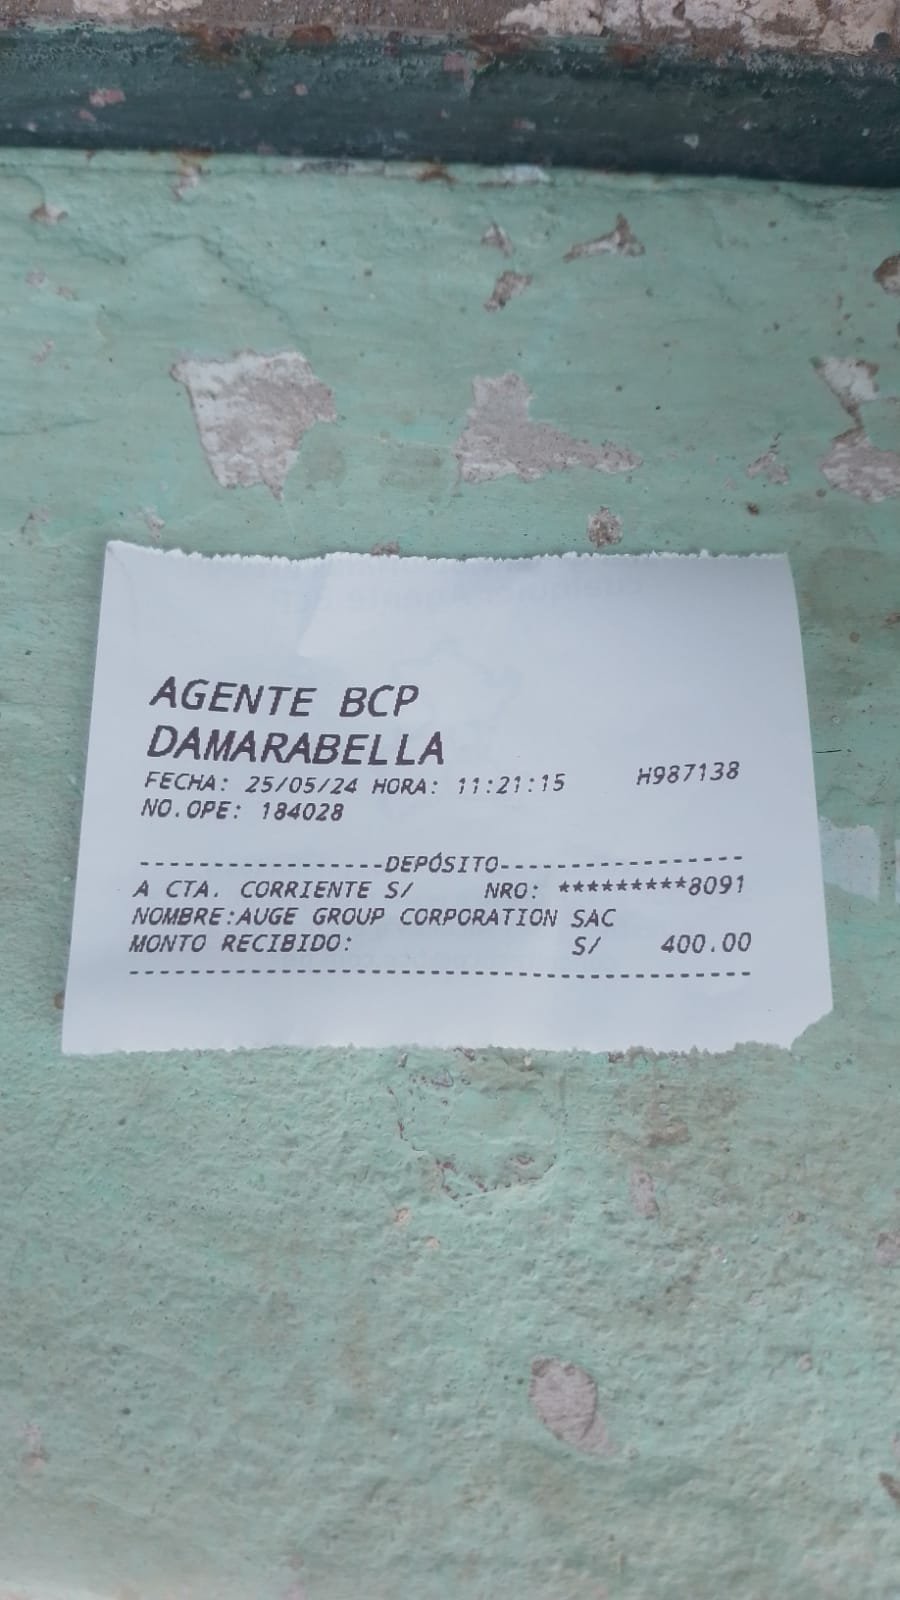 AGENTE BCP
DAMARABELLA
FECHA: 25/05/24 HORA: 11:21:15 H987138
NO.OPE: 184028
-----------------DEPÓSITO-----------------
A CTA. CORRIENTE S/ NRO: *********8091
NOMBRE:AUGE GROUP CORPORATION SAC
MONTO RECIBIDO: S/ 400.00